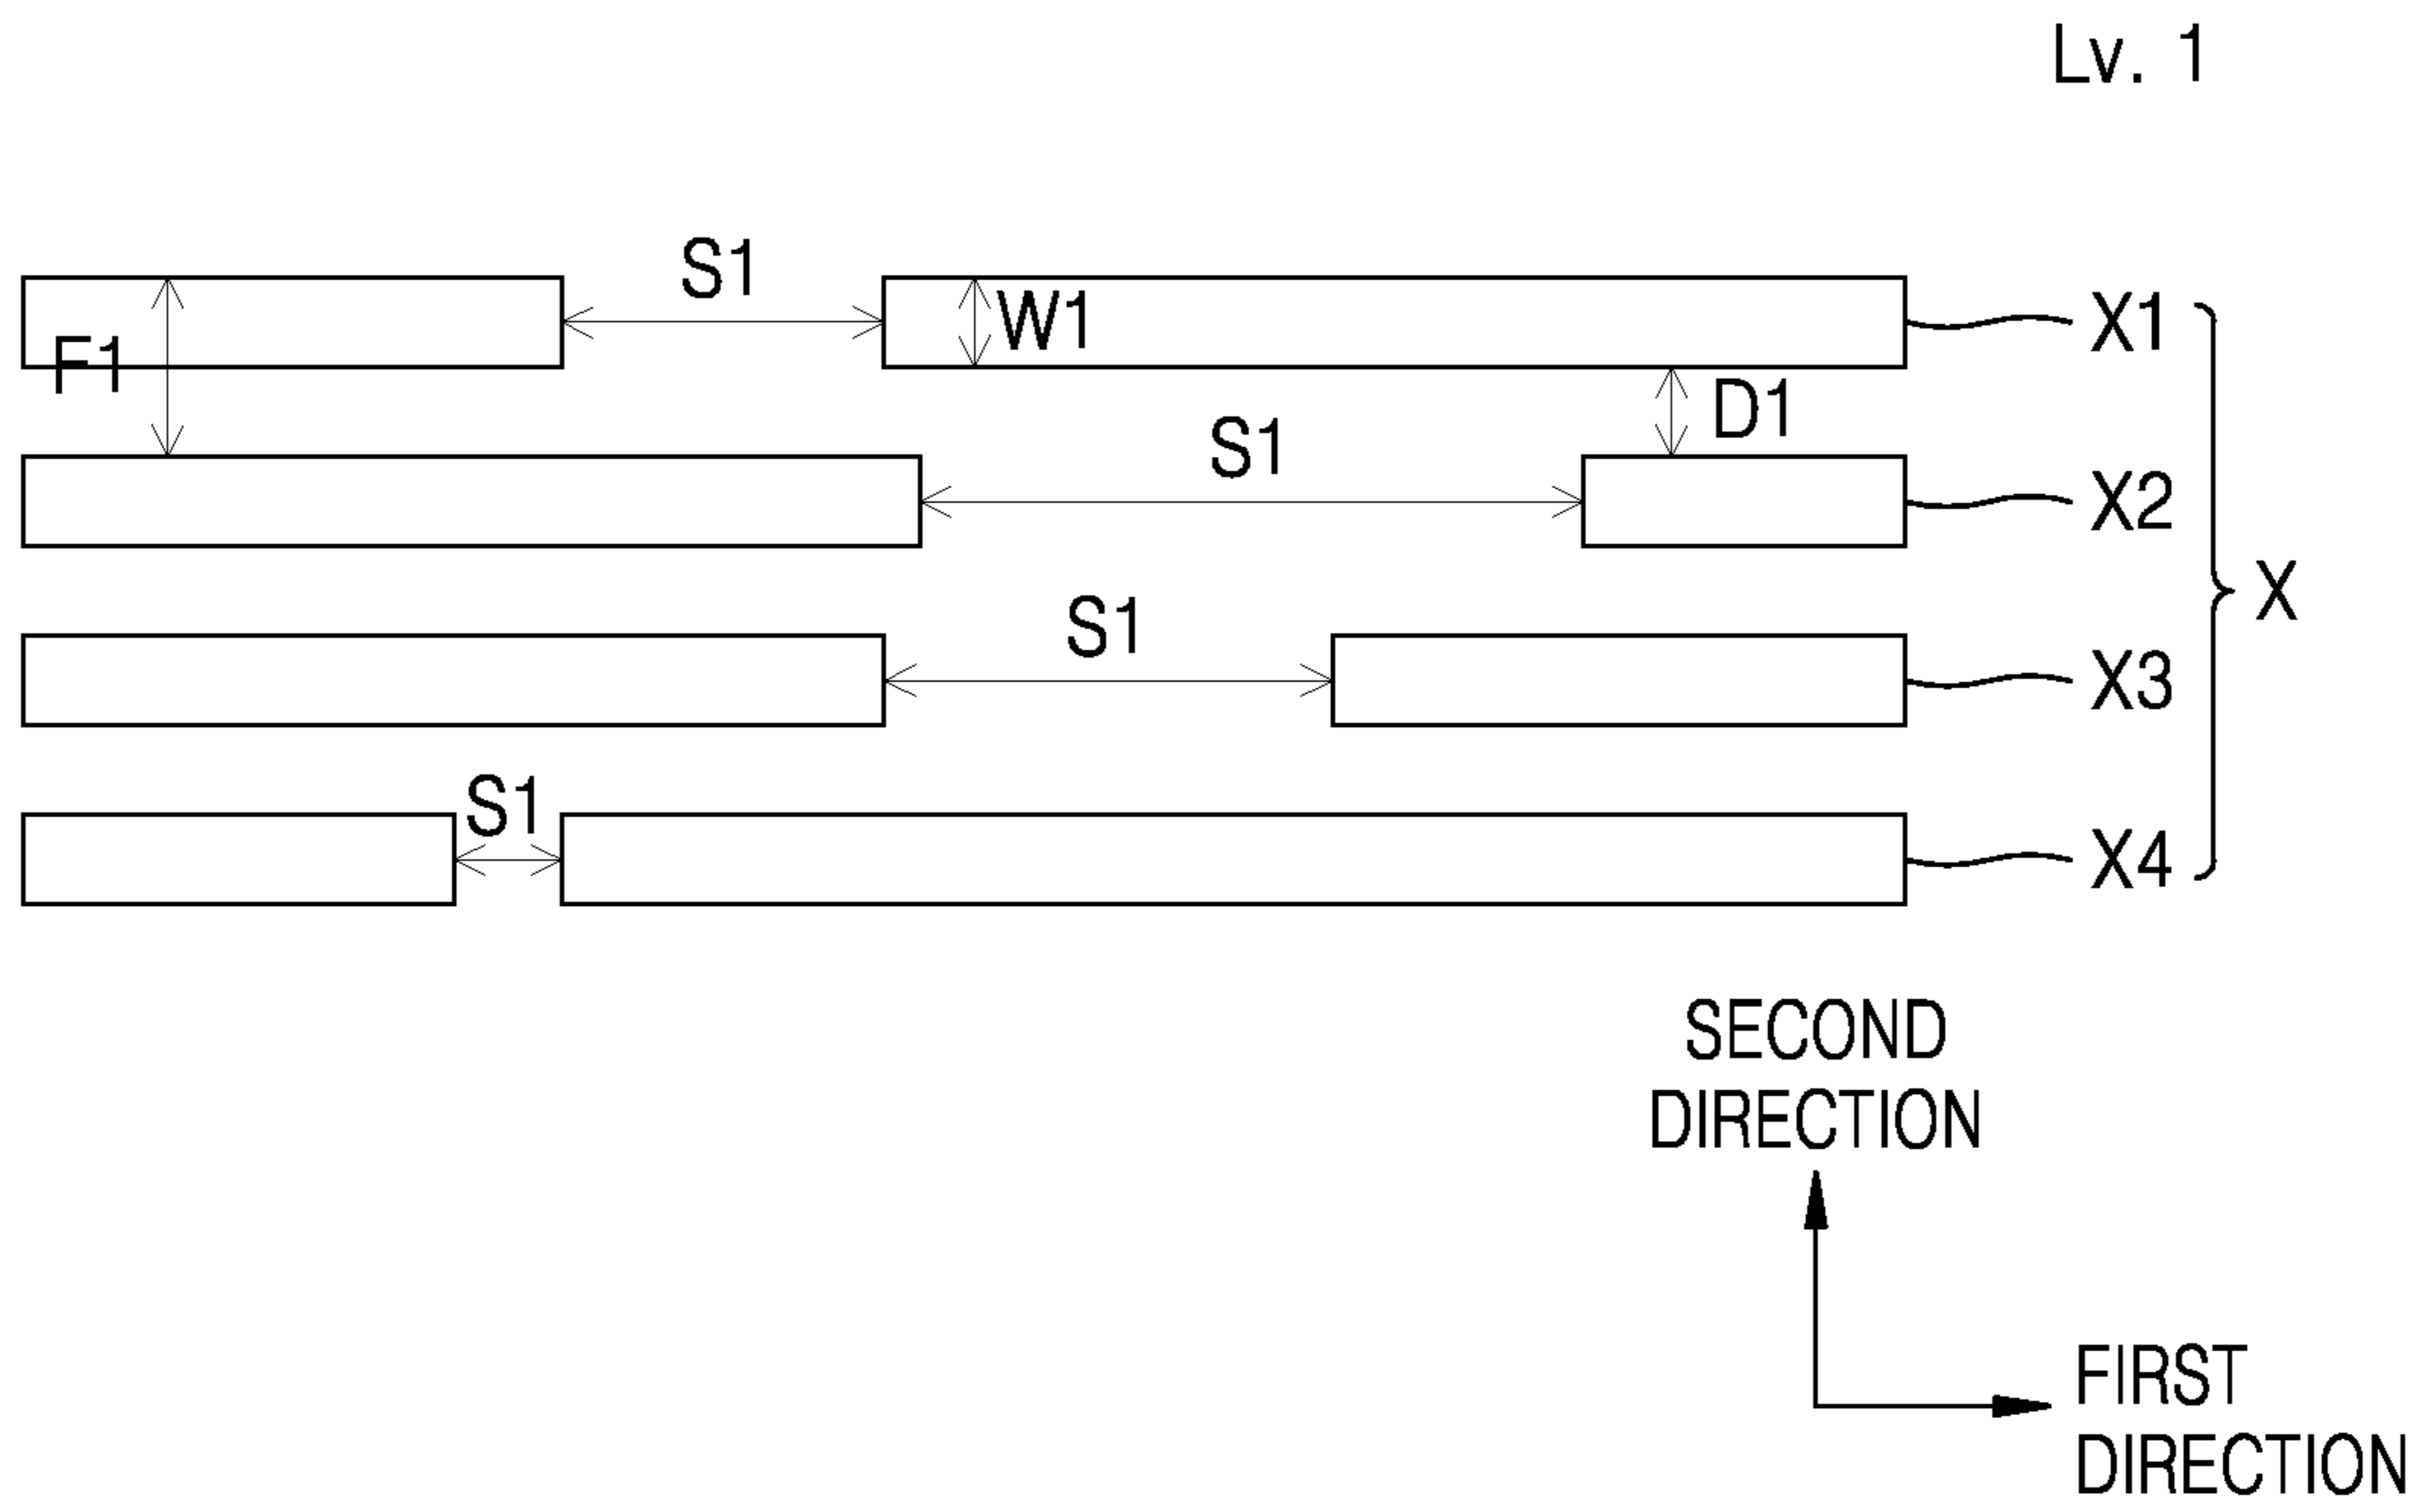 Lv. 1
S1
W1
X1
F1
D1
S1
X2
X
S1
X3
S1
X4
SECOND
DIRECTION
FIRST
DIRECTION